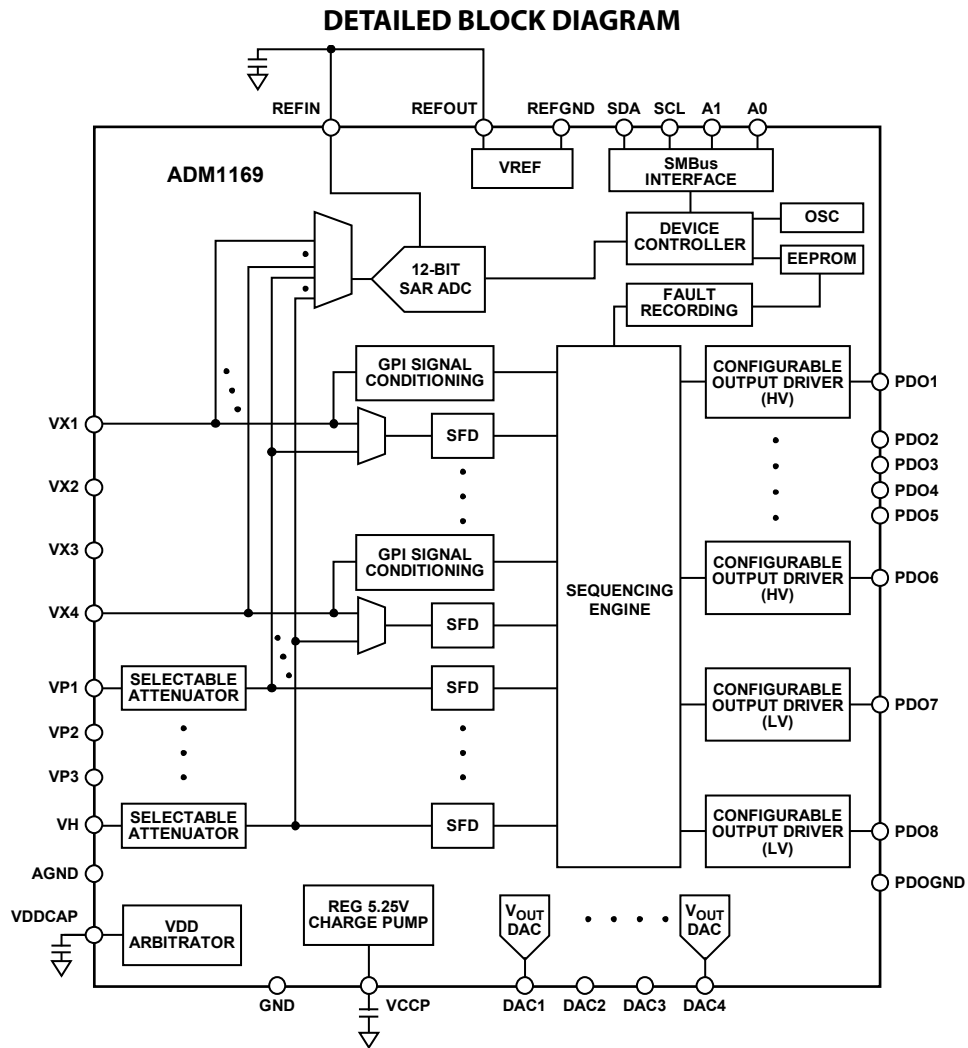 DETAILED BLOCK DIAGRAM
REFIN
REFOUT
REFGND
SDA
SCL
A1
A0
ADM1169
VREF
SMBus
INTERFACE
DEVICE
CONTROLLER
OSC
EEPROM
12-BIT
SAR ADC
FAULT
RECORDING
GPI SIGNAL
CONDITIONING
CONFIGURABLE
OUTPUT DRIVER
(HV)
PDO1
VX1
SFD
PDO2
PDO3
PDO4
PDO5
VX2
VX3
GPI SIGNAL
CONDITIONING
SEQUENCING
ENGINE
CONFIGURABLE
OUTPUT DRIVER
(HV)
PDO6
VX4
SFD
VP1
SELECTABLE
ATTENUATOR
SFD
CONFIGURABLE
OUTPUT DRIVER
(LV)
PDO7
VP2
VP3
VH
SELECTABLE
ATTENUATOR
SFD
CONFIGURABLE
OUTPUT DRIVER
(LV)
PDO8
AGND
PDOGND
VDDCAP
VDD
ARBITRATOR
REG 5.25V
CHARGE PUMP
VOUT
DAC
VOUT
DAC
GND
VCCP
DAC1
DAC2
DAC3
DAC4